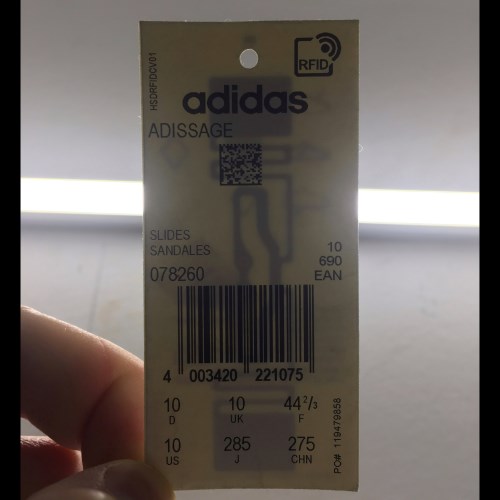 HSDRFIDCV01
RFID
adidas
ADISSAGE
SLIDES
SANDALES
078260
10
690
EAN
4 003420 221075
10 10 44 2/3
D UK F
10 285 275
US J CHN
PO# 119479858